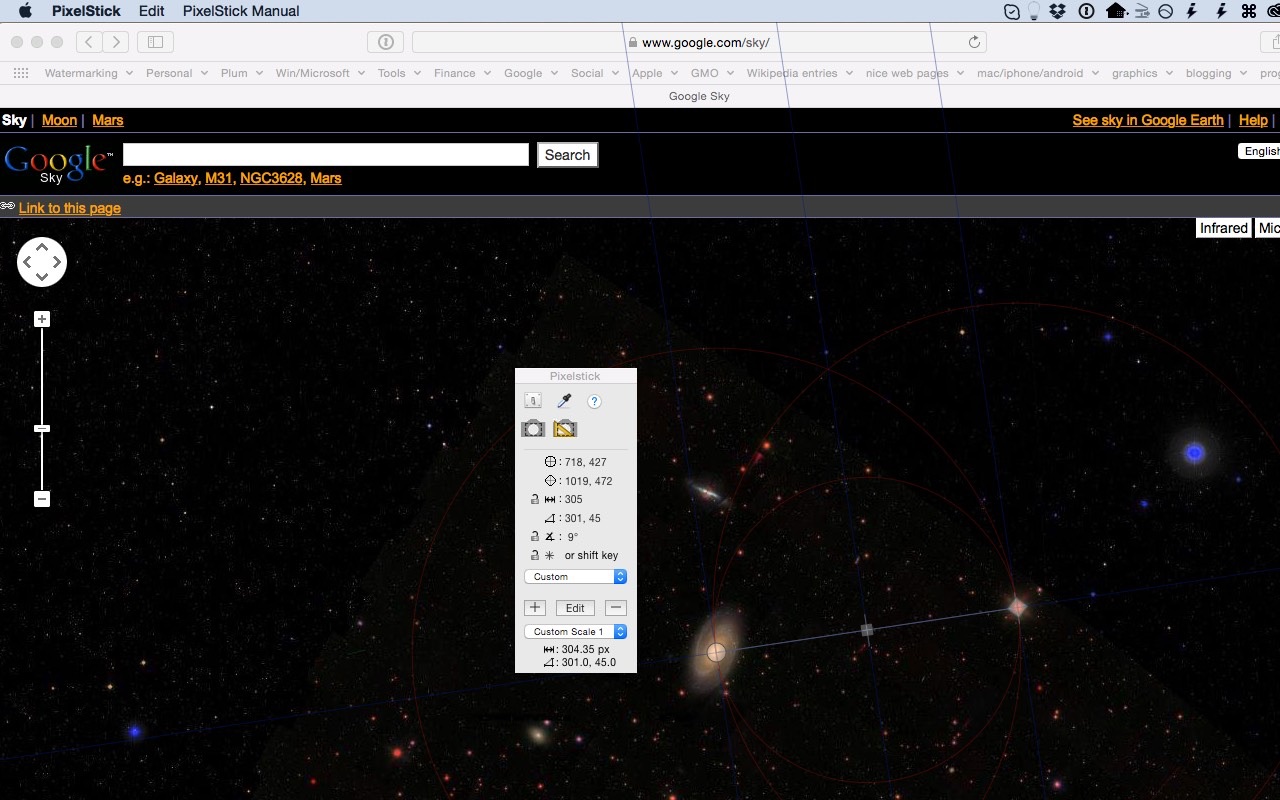 PixelStick Edit PixelStick Manual
www.google.com/sky/
Watermarking Personal Plum Win/Microsoft Tools Finance Google Social Apple GMO Wikipedia entries nice web pages mac/iphone/android graphics blogging prog
Google Sky
Sky | Moon | Mars
See sky in Google Earth | Help |
Google™
Sky
Search
English
e.g.: Galaxy, M31, NGC3628, Mars
Link to this page
Infrared Mic
Pixelstick
?
: 718, 427
: 1019, 472
: 305
: 301, 45
: 9°
or shift key
Custom
+ Edit −
Custom Scale 1
: 304.35 px
: 301.0, 45.0